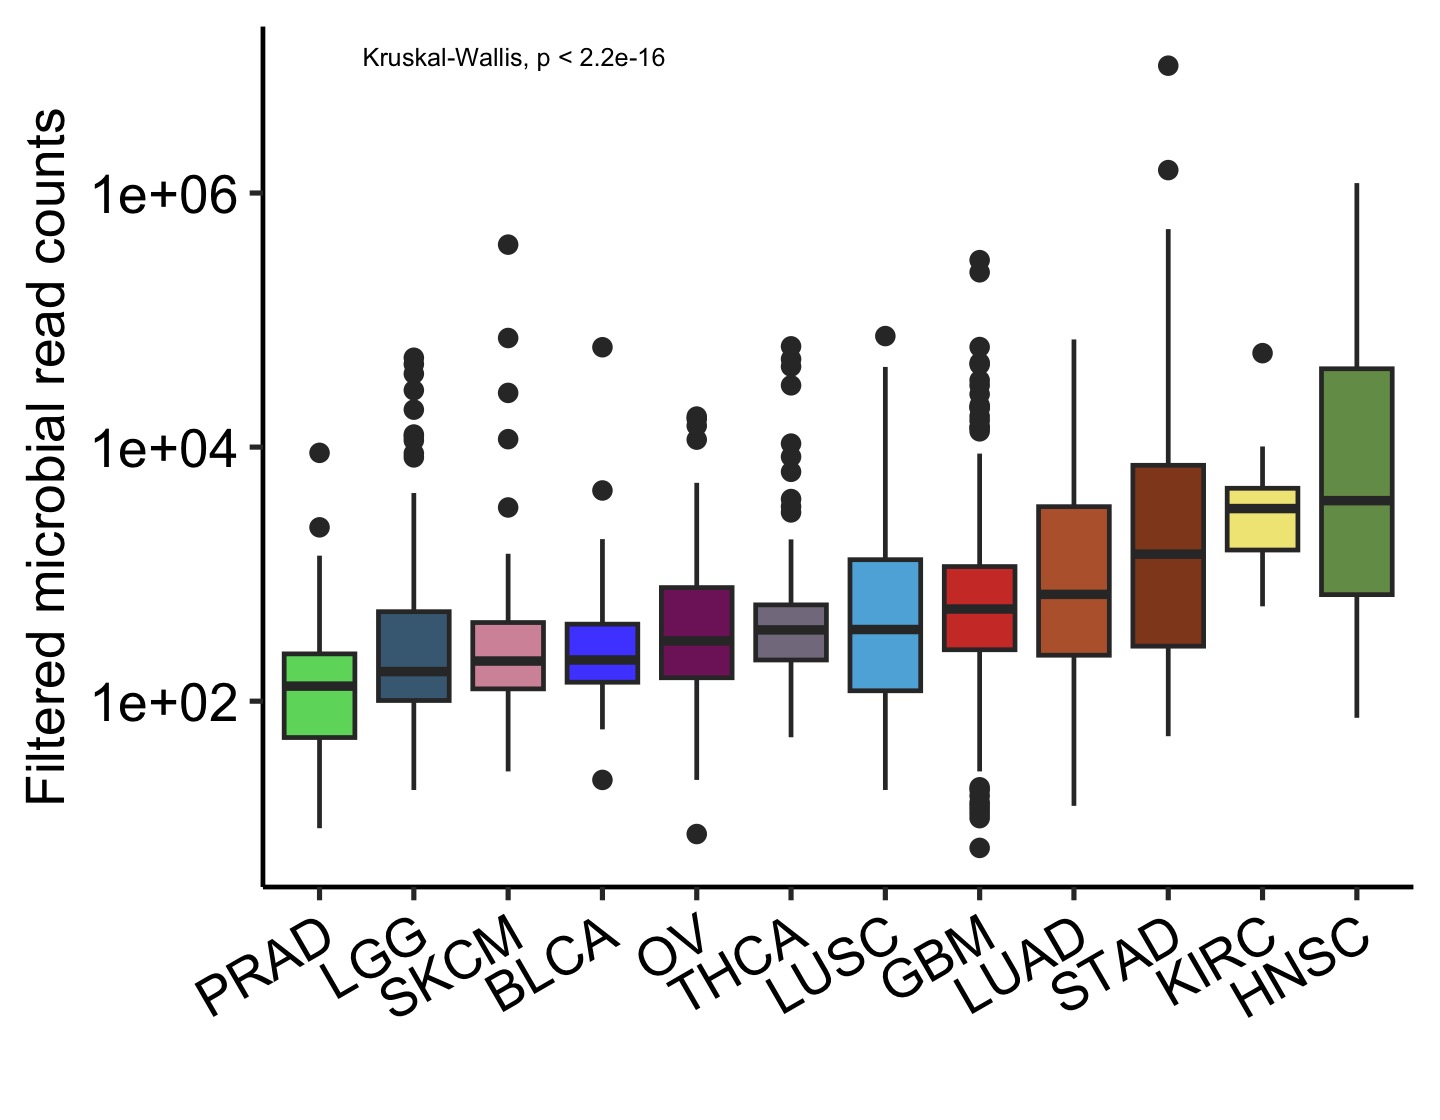 Kruskal-Wallis, p < 2.2e-16
Filtered microbial read counts
1e+06
1e+04
1e+02
PRAD
LGG
SKCM
BLCA
OV
THCA
LUSC
GBM
LUAD
STAD
KIRC
HNSC